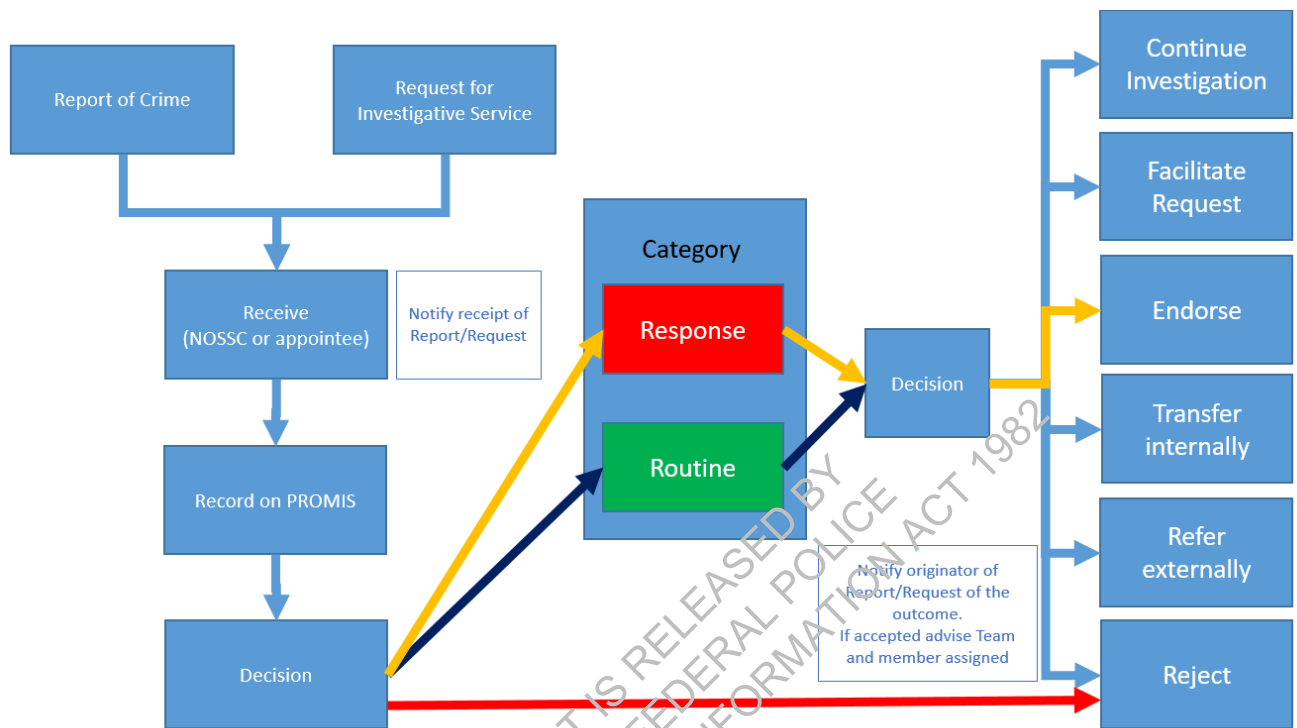 Report of Crime
Request for
Investigative Service
Receive
(NOSSC or appointee)
Notify receipt of
Report/Request
Record on PROMIS
Decision
Category
Response
Routine
Decision
Notify originator of
Report/Request of the
outcome.
If accepted advise Team
and member assigned
Continue
Investigation
Facilitate
Request
Endorse
Transfer
internally
Refer
externally
Reject
T IS RELEASED BY
FEDERAL POLICE
INFORMATION ACT 1982